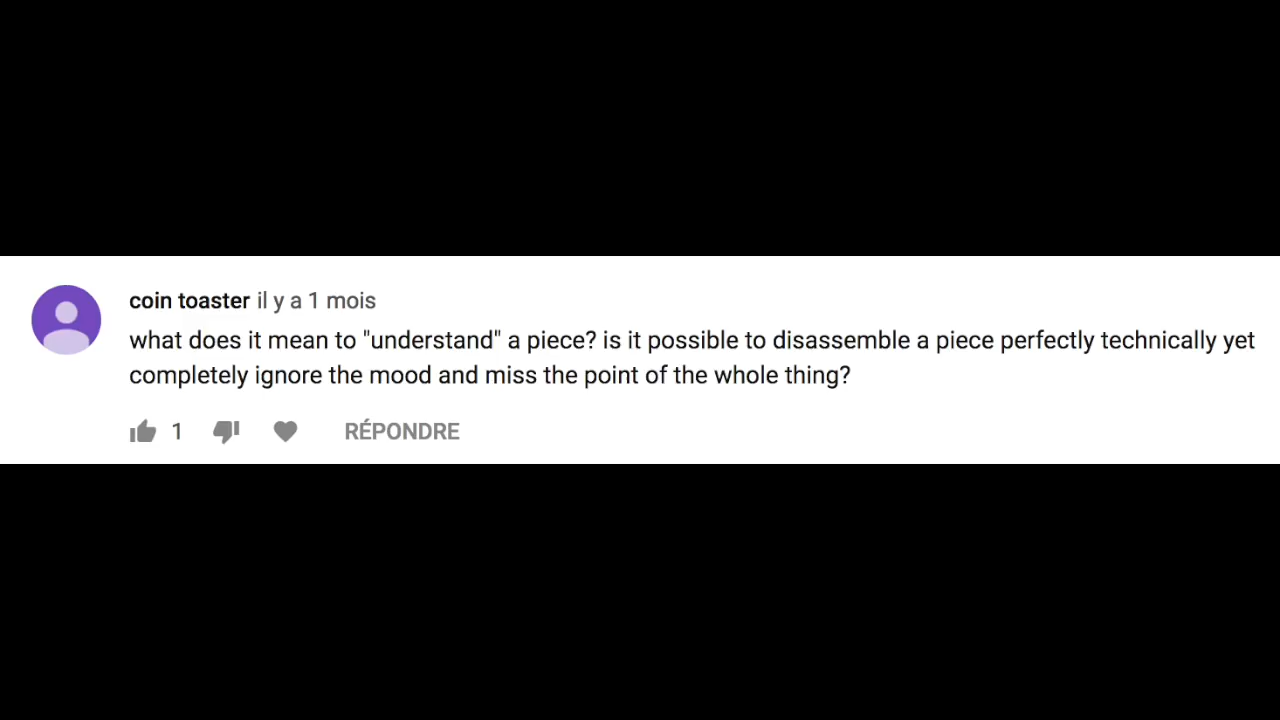 coin toaster il y a 1 mois
what does it mean to "understand" a piece? is it possible to disassemble a piece perfectly technically yet
completely ignore the mood and miss the point of the whole thing?
1 RÉPONDRE